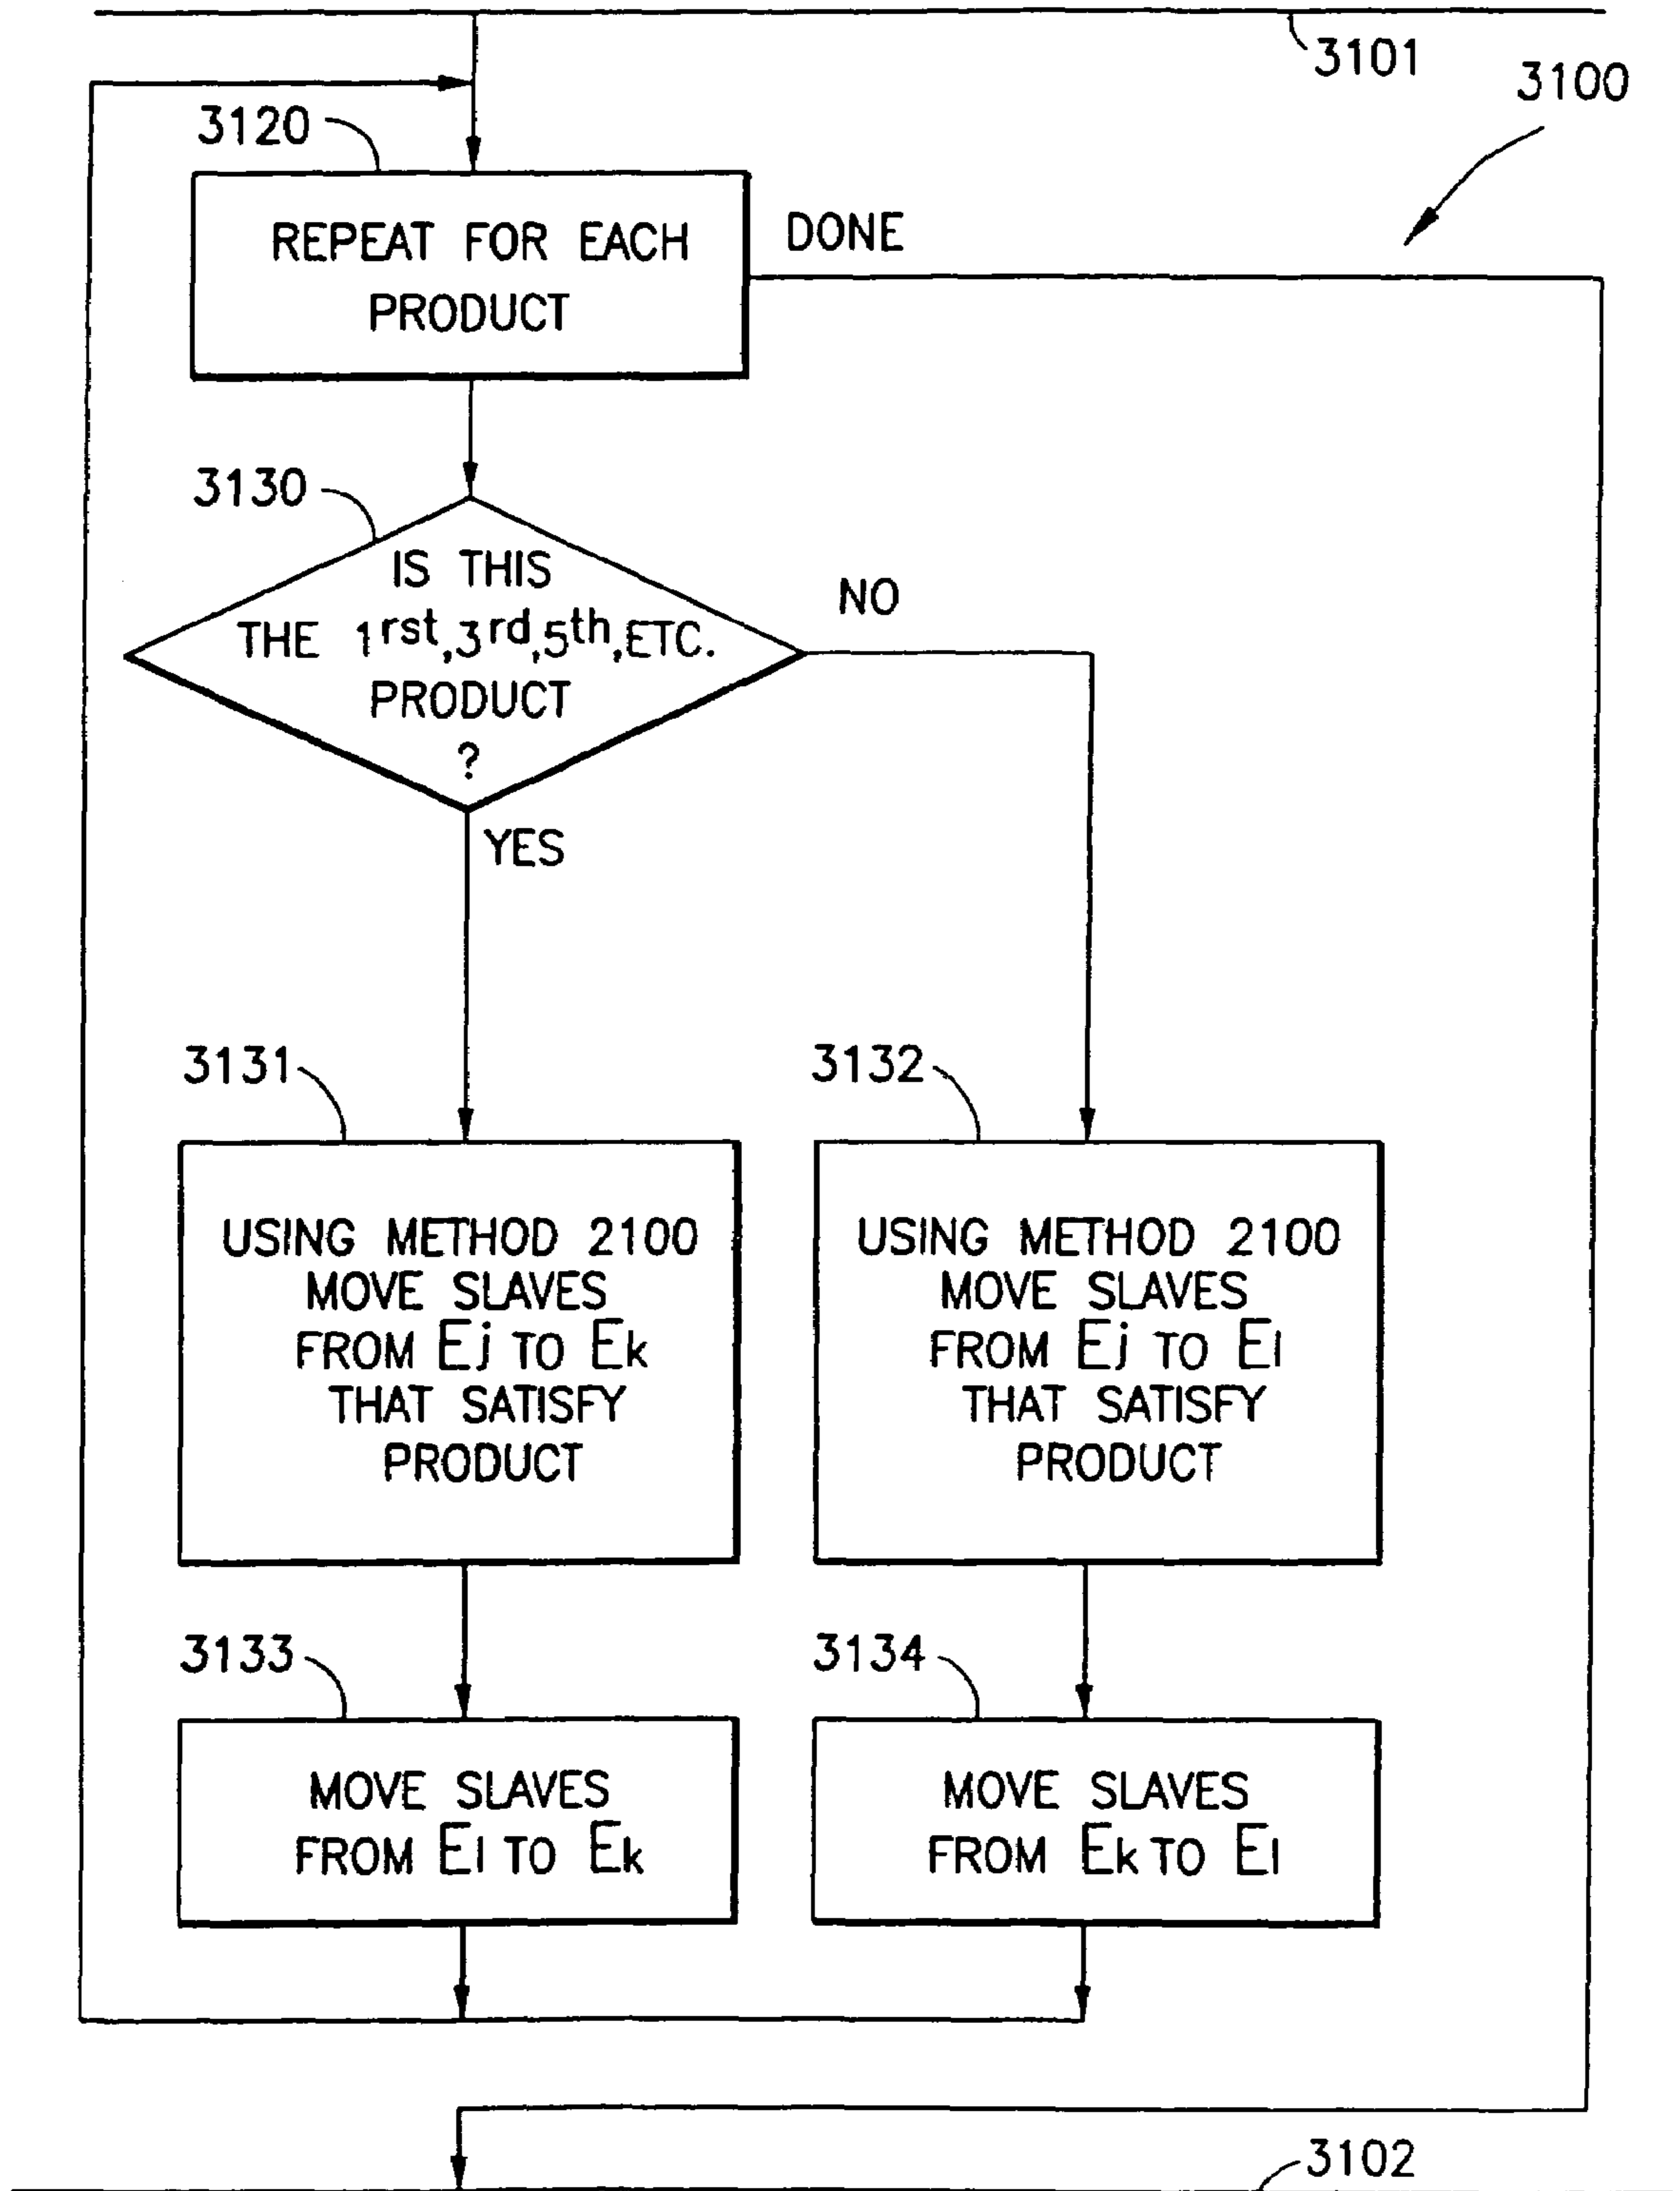 3101
3100
3120
REPEAT FOR EACH
PRODUCT
DONE
3130
IS THIS
THE 1rst,3rd,5th,ETC.
PRODUCT
?
NO
YES
3131
3132
USING METHOD 2100
MOVE SLAVES
FROM Ej TO Ek
THAT SATISFY
PRODUCT
USING METHOD 2100
MOVE SLAVES
FROM Ej TO El
THAT SATISFY
PRODUCT
3133
3134
MOVE SLAVES
FROM El TO Ek
MOVE SLAVES
FROM Ek TO El
3102